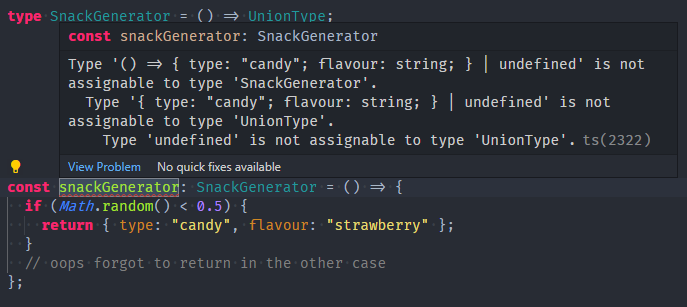 type SnackGenerator = () => UnionType;
const snackGenerator: SnackGenerator
Type '() => { type: "candy"; flavour: string; } | undefined' is not
assignable to type 'SnackGenerator'.
Type '{ type: "candy"; flavour: string; } | undefined' is not
assignable to type 'UnionType'.
Type 'undefined' is not assignable to type 'UnionType'. ts(2322)
View Problem No quick fixes available
const snackGenerator: SnackGenerator = () => {
if (Math.random() < 0.5) {
return { type: "candy", flavour: "strawberry" };
}
// oops forgot to return in the other case
};